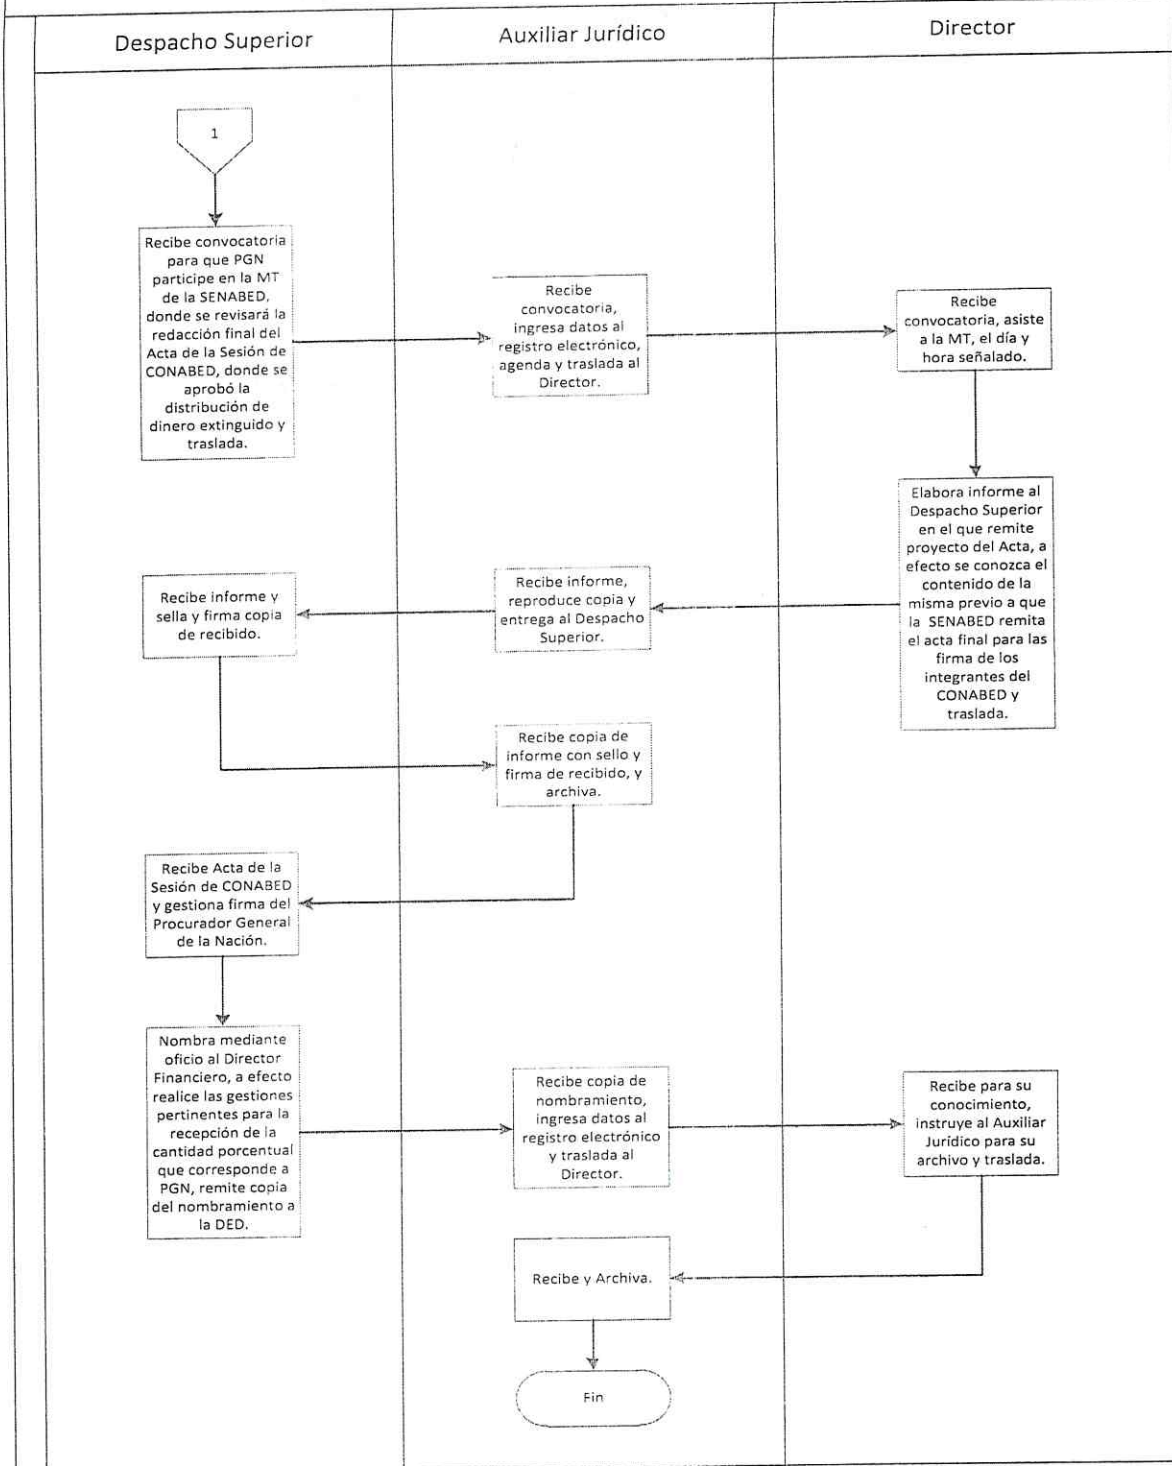 Despacho Superior
Auxiliar Jurídico
Director
1
Recibe convocatoria
para que PGN
participe en la MT
de la SENABED,
donde se revisará la
redacción final del
Acta de la Sesión de
CONABED, donde se
aprobó la
distribución de
dinero extinguido y
traslada.
Recibe
convocatoria,
ingresa datos al
registro electrónico,
agenda y traslada al
Director.
Recibe
convocatoria, asiste
a la MT, el día y
hora señalado.
Elabora informe al
Despacho Superior
en el que remite
proyecto del Acta, a
efecto se conozca el
contenido de la
misma previo a que
la SENABED remita
el acta final para las
firma de los
integrantes del
CONABED y
traslada.
Recibe informe,
reproduce copia y
entrega al Despacho
Superior.
Recibe informe y
sella y firma copia
de recibido.
Recibe copia de
informe con sello y
firma de recibido, y
archiva.
Recibe Acta de la
Sesión de CONABED
y gestiona firma del
Procurador General
de la Nación.
Nombra mediante
oficio al Director
Financiero, a efecto
realice las gestiones
pertinentes para la
recepción de la
cantidad porcentual
que corresponde a
PGN, remite copia
del nombramiento a
la DED.
Recibe copia de
nombramiento,
ingresa datos al
registro electrónico
y traslada al
Director.
Recibe para su
conocimiento,
instruye al Auxiliar
Jurídico para su
archivo y traslada.
Recibe y Archiva.
Fin